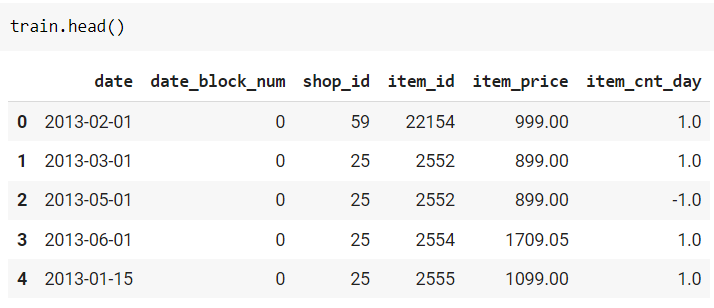 train.head()
date date_block_num shop_id item_id item_price item_cnt_day
0 2013-02-01 0 59 22154 999.00 1.0
1 2013-03-01 0 25 2552 899.00 1.0
2 2013-05-01 0 25 2552 899.00 -1.0
3 2013-06-01 0 25 2554 1709.05 1.0
4 2013-01-15 0 25 2555 1099.00 1.0